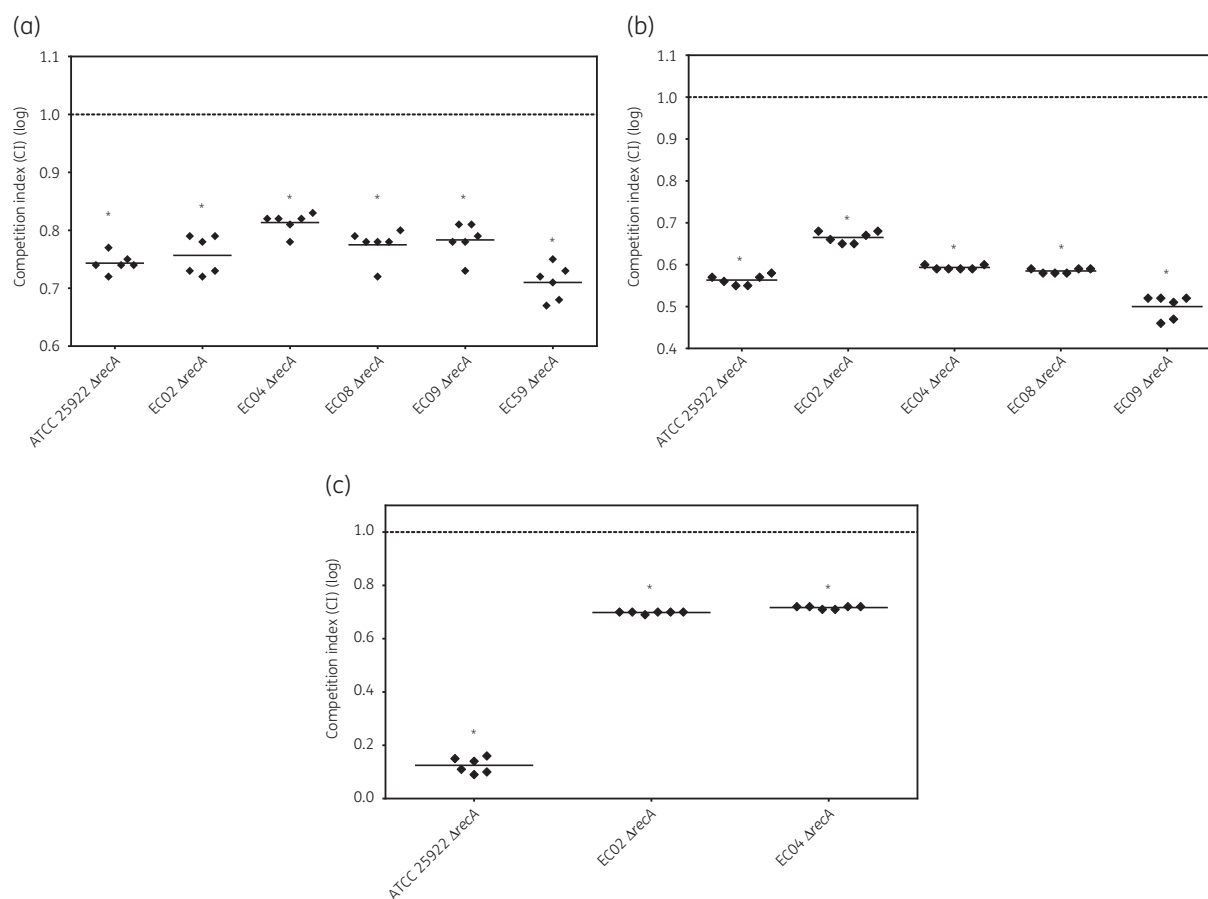 (a)
Competition index (CI) (log)
1.1
1.0
0.9
0.8
0.7
0.6
*
*
*
*
*
*
ATCC 25922 ΔrecA
EC02 ΔrecA
EC04 ΔrecA
EC08 ΔrecA
EC09 ΔrecA
EC59 ΔrecA
(b)
Competition index (CI) (log)
1.1
1.0
0.9
0.8
0.7
0.6
0.5
0.4
*
*
*
*
*
ATCC 25922 ΔrecA
EC02 ΔrecA
EC04 ΔrecA
EC08 ΔrecA
EC09 ΔrecA
(c)
Competition index (CI) (log)
1.0
0.8
0.6
0.4
0.2
0.0
*
*
*
ATCC 25922 ΔrecA
EC02 ΔrecA
EC04 ΔrecA